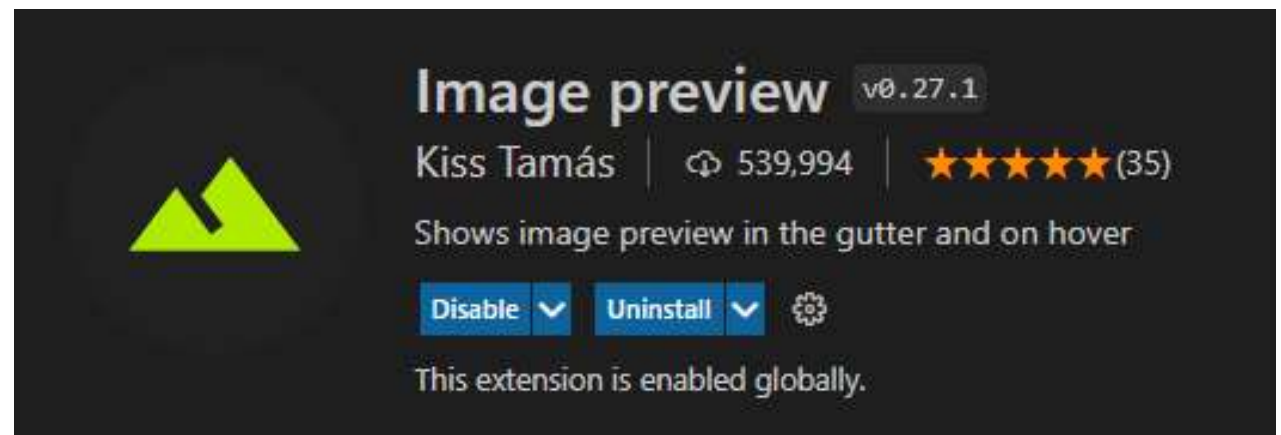 Image preview v0.27.1
Kiss Tamás 539,994 (35)
Shows image preview in the gutter and on hover
Disable Uninstall
This extension is enabled globally.